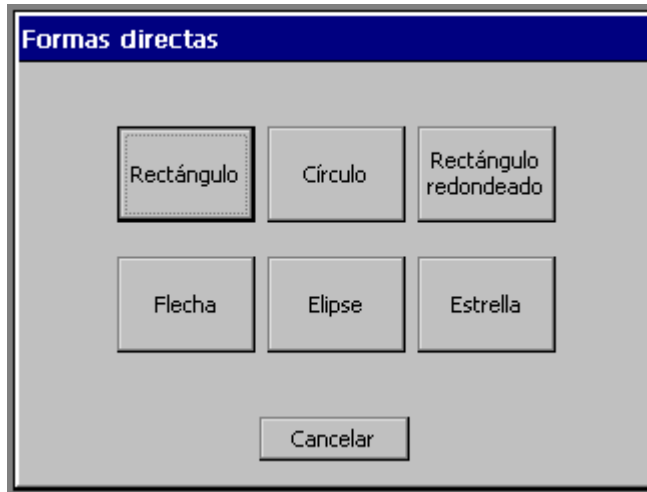 Formas directas
Rectángulo
Círculo
Rectángulo
redondeado
Flecha
Elipse
Estrella
Cancelar